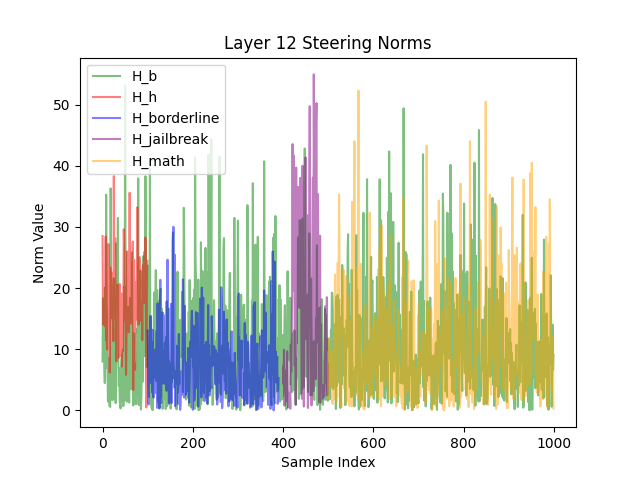 Layer 12 Steering Norms
H_b
H_h
H_borderline
H_jailbreak
H_math
Norm Value
50
40
30
20
10
0
0 200 400 600 800 1000
Sample Index